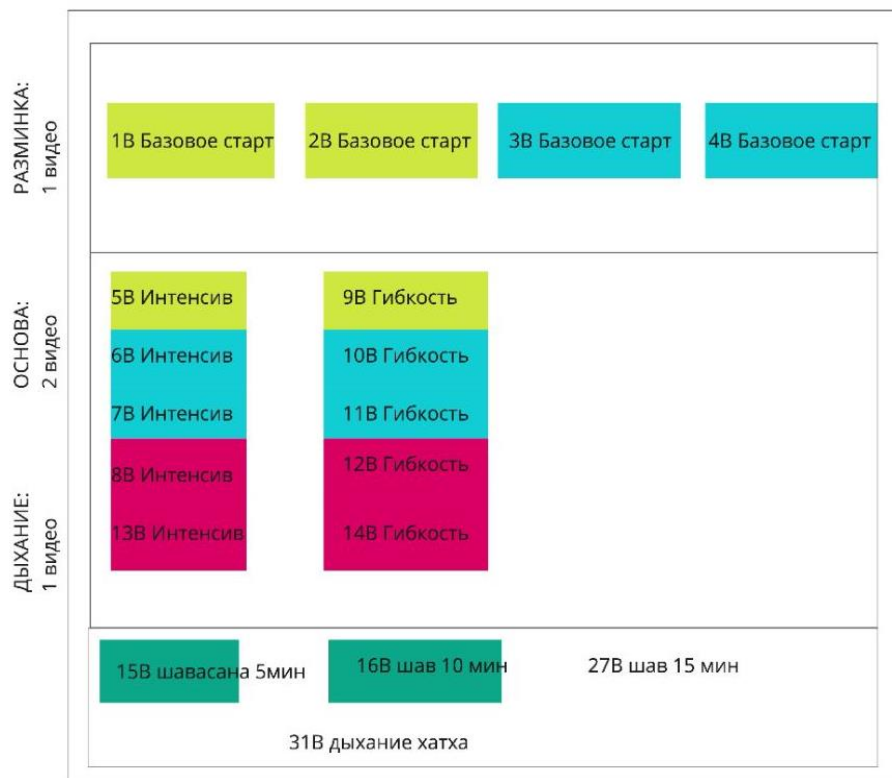 РАЗМИНКА:
1 видео
1В Базовое старт
2В Базовое старт
3В Базовое старт
4В Базовое старт
ОСНОВА:
2 видео
5В Интенсив
9В Гибкость
6В Интенсив
10В Гибкость
7В Интенсив
11В Гибкость
ДЫХАНИЕ:
1 видео
8В Интенсив
12В Гибкость
13В Интенсив
14В Гибкость
15В шавасана 5мин
16В шав 10 мин
27В шав 15 мин
31В дыхание хатха